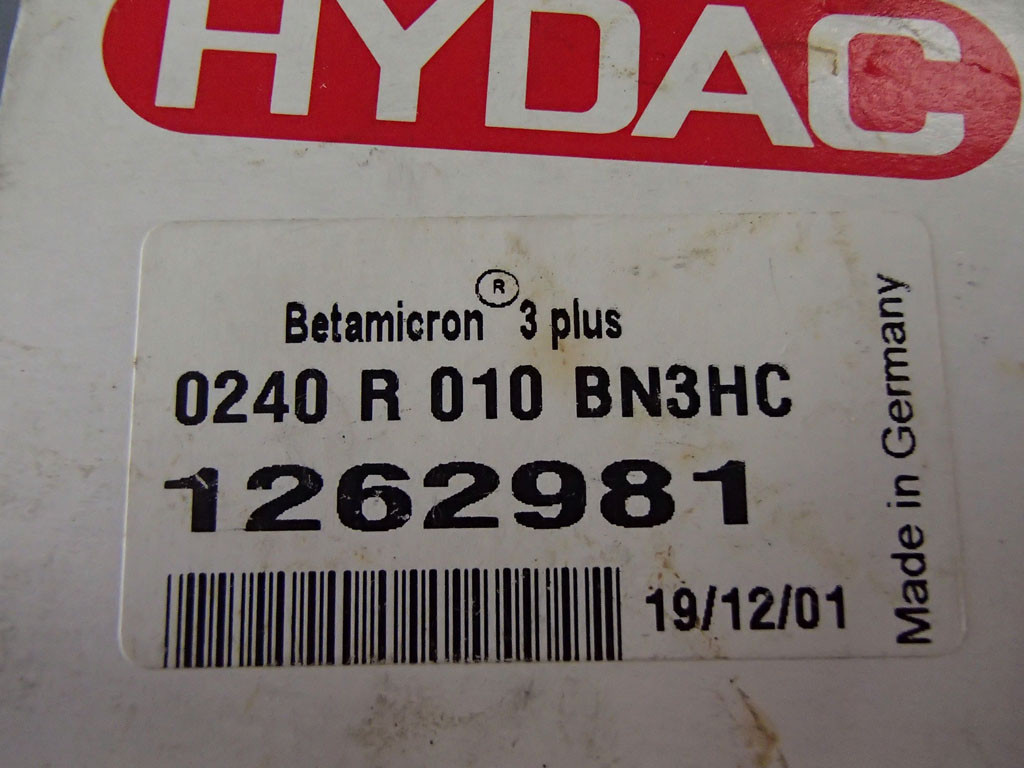 HYDAC
Betamicron® 3 plus
0240 R 010 BN3HC
1262981
19/12/01
Made in Germany